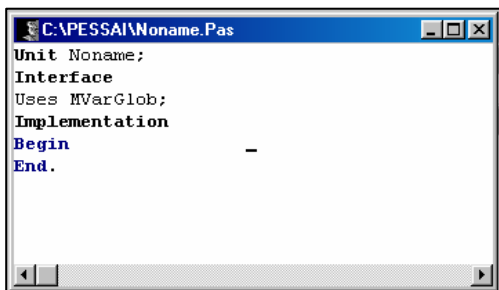 C:\PESSAI\Noname.Pas
Unit Noname;
Interface
Uses MVarGlob;
Implementation
Begin
End.